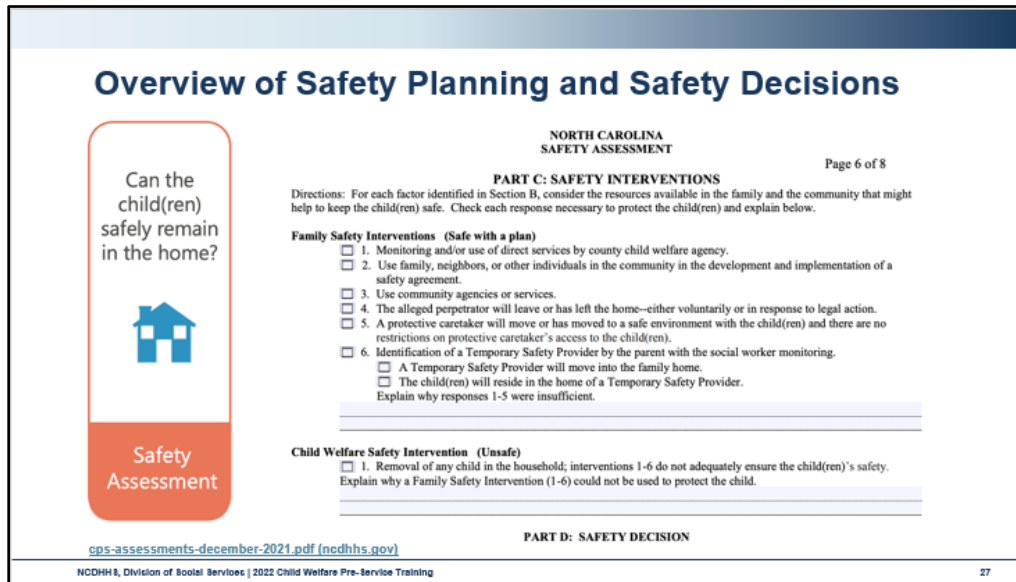 Overview of Safety Planning and Safety Decisions
Can the
child(ren)
safely remain
in the home?
Safety
Assessment
NORTH CAROLINA
SAFETY ASSESSMENT
Page 6 of 8
PART C: SAFETY INTERVENTIONS
Directions: For each factor identified in Section B, consider the resources available in the family and the community that might
help to keep the child(ren) safe. Check each response necessary to protect the child(ren) and explain below.
Family Safety Interventions (Safe with a plan)
1. Monitoring and/or use of direct services by county child welfare agency.
2. Use family, neighbors, or other individuals in the community in the development and implementation of a
safety agreement.
3. Use community agencies or services.
4. The alleged perpetrator will leave or has left the home--either voluntarily or in response to legal action.
5. A protective caretaker will move or has moved to a safe environment with the child(ren) and there are no
restrictions on protective caretaker's access to the child(ren).
6. Identification of a Temporary Safety Provider by the parent with the social worker monitoring.
A Temporary Safety Provider will move into the family home.
The child(ren) will reside in the home of a Temporary Safety Provider.
Explain why responses 1-5 were insufficient.
Child Welfare Safety Intervention (Unsafe)
1. Removal of any child in the household; interventions 1-6 do not adequately ensure the child(ren)'s safety.
Explain why a Family Safety Intervention (1-6) could not be used to protect the child.
PART D: SAFETY DECISION
cps-assessments-december-2021.pdf (ncdhhs.gov)
NCDHHS, Division of Social Services | 2022 Child Welfare Pre-Service Training
27